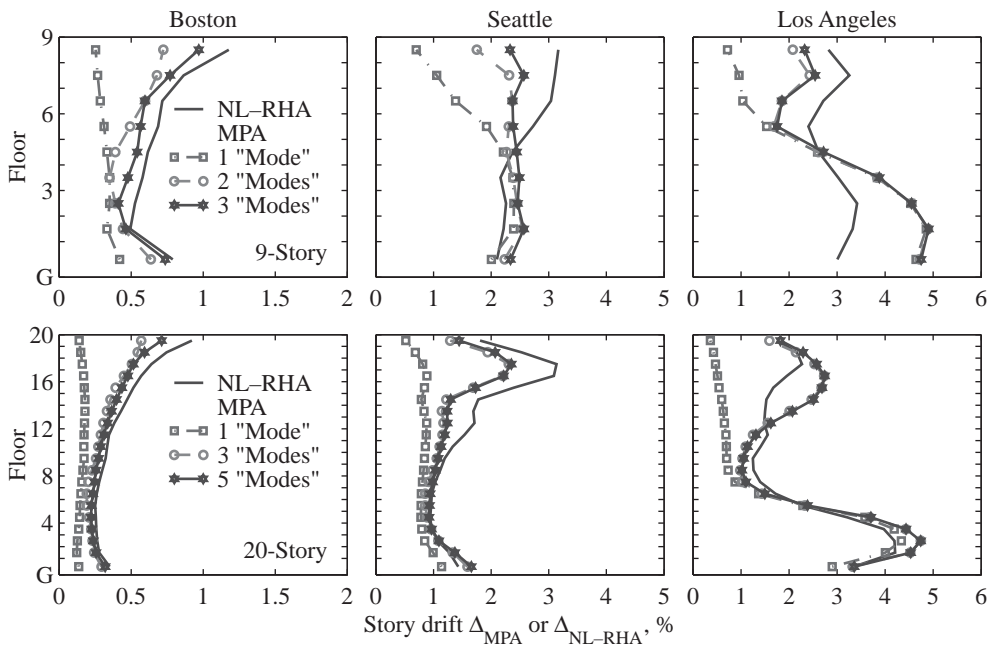 Boston
Seattle
Los Angeles
9
6
3
G
Floor
NL–RHA
MPA
1 "Mode"
2 "Modes"
3 "Modes"
9-Story
0 0.5 1 1.5 2
0 1 2 3 4 5
0 1 2 3 4 5 6
20
16
12
8
4
G
Floor
NL–RHA
MPA
1 "Mode"
3 "Modes"
5 "Modes"
20-Story
0 0.5 1 1.5 2
0 1 2 3 4 5
0 1 2 3 4 5 6
Story drift Δ_MPA or Δ_NL–RHA, %